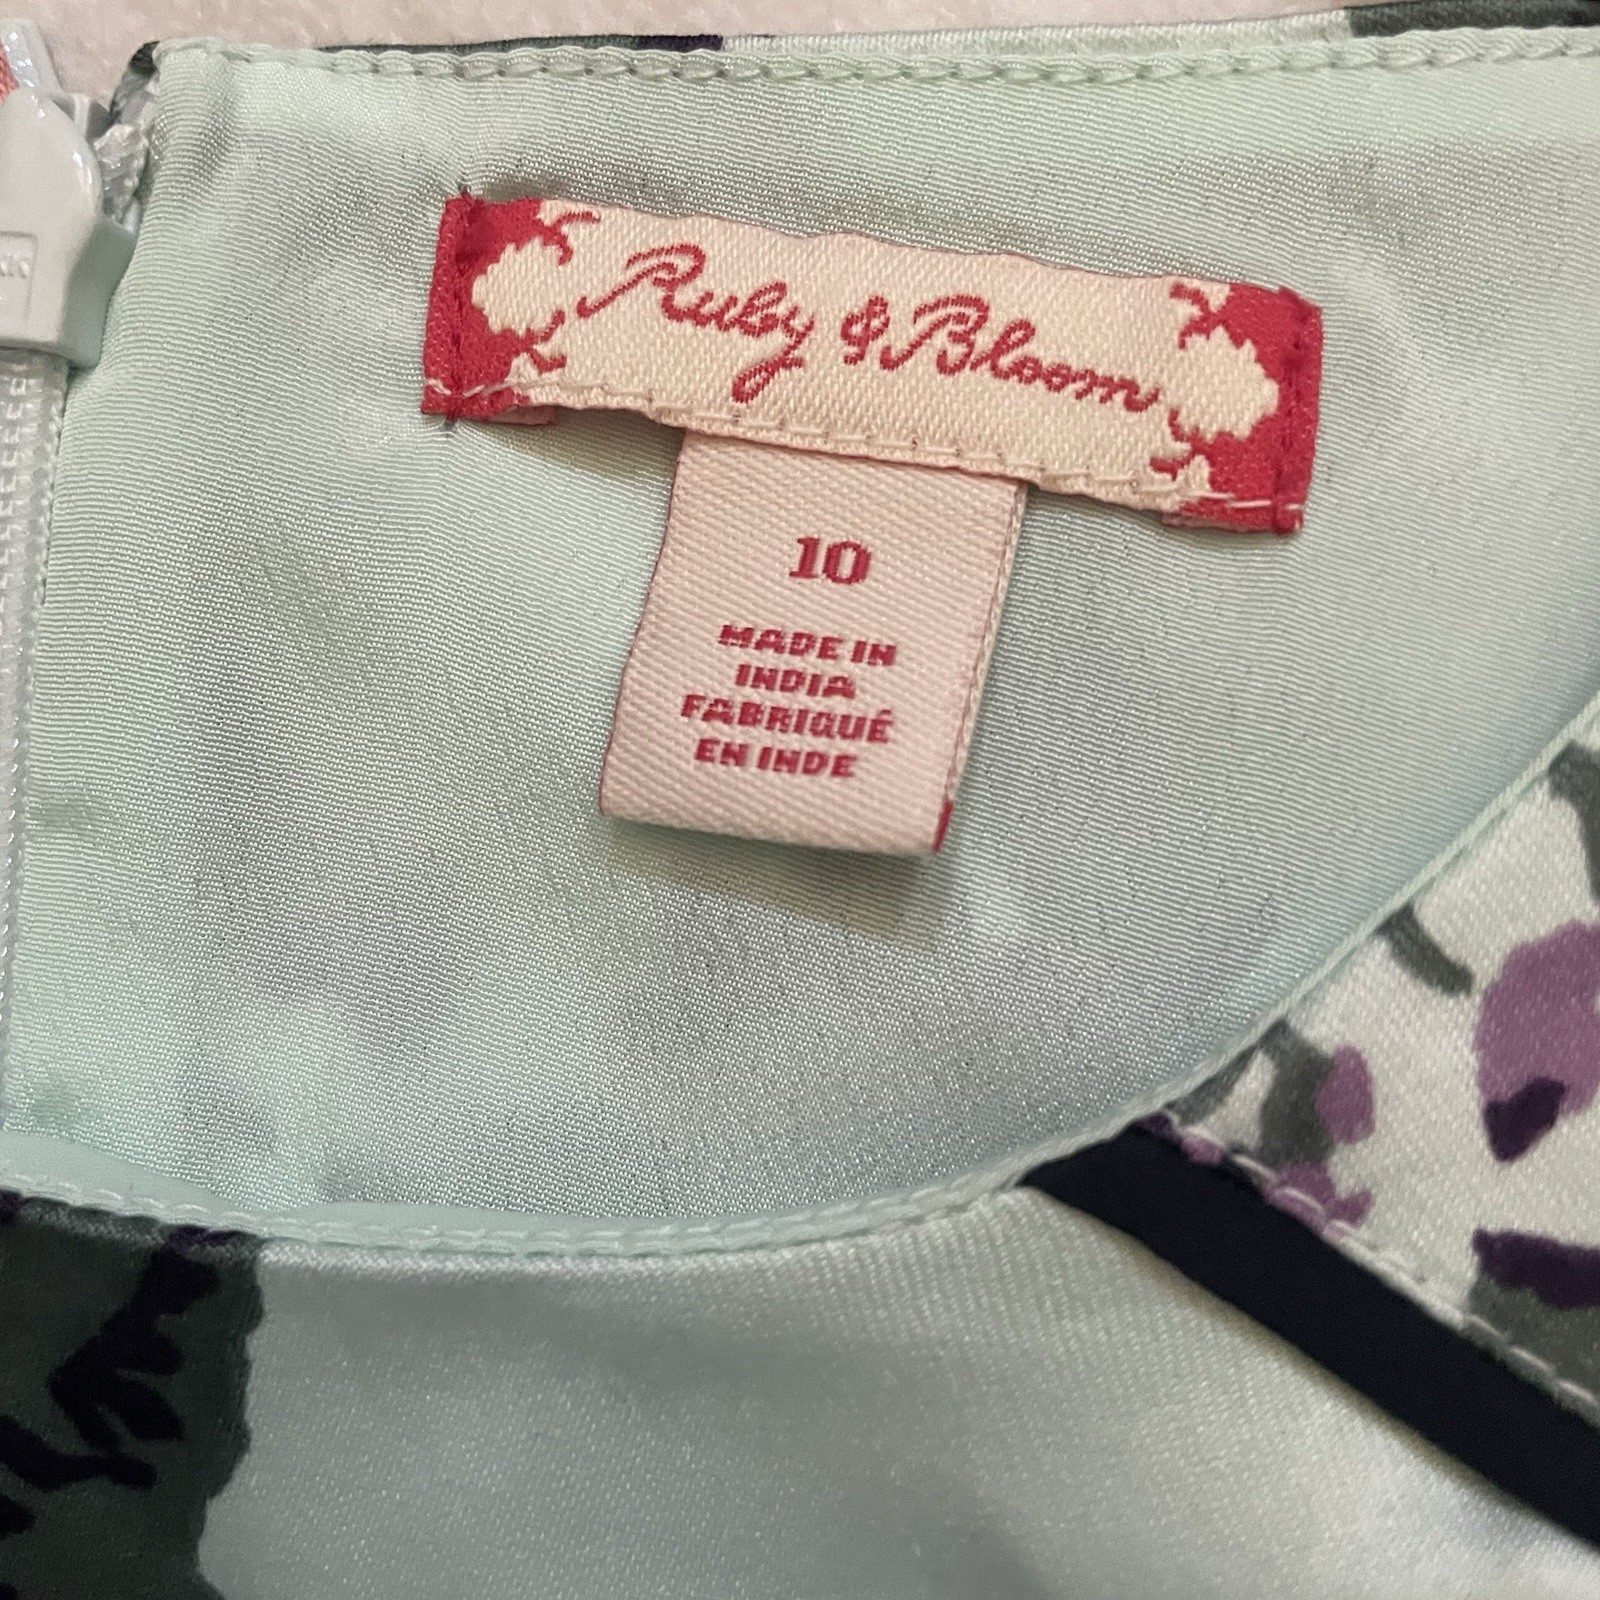 Ruby & Bloom
10
MADE IN
INDIA
FABRIQUÉ
EN INDE